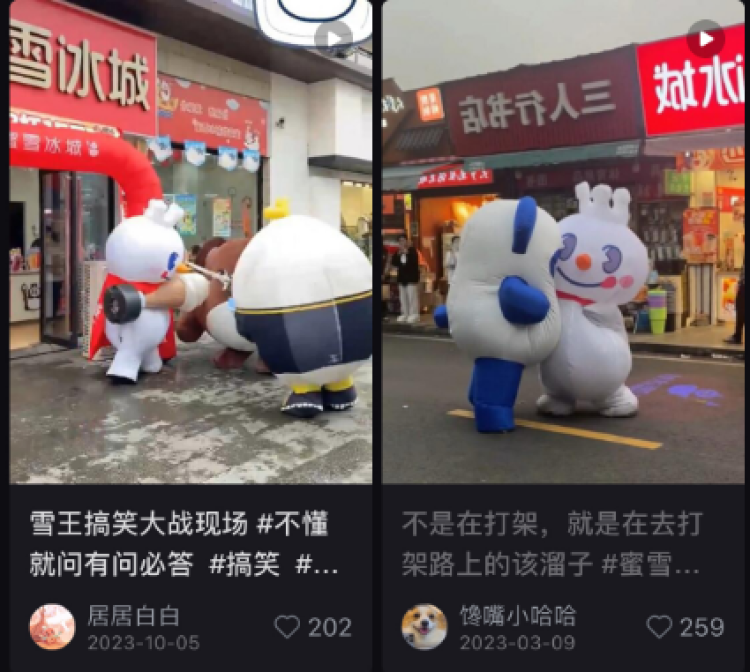 雪冰城
蜜雪冰城
三人行书店
冰城
雪王搞笑大战现场 #不懂
就问有问必答 #搞笑 #...
居居白白
2023-10-05
202
不是在打架，就是在去打
架路上的该溜子 #蜜雪...
馋嘴小哈哈
2023-03-09
259